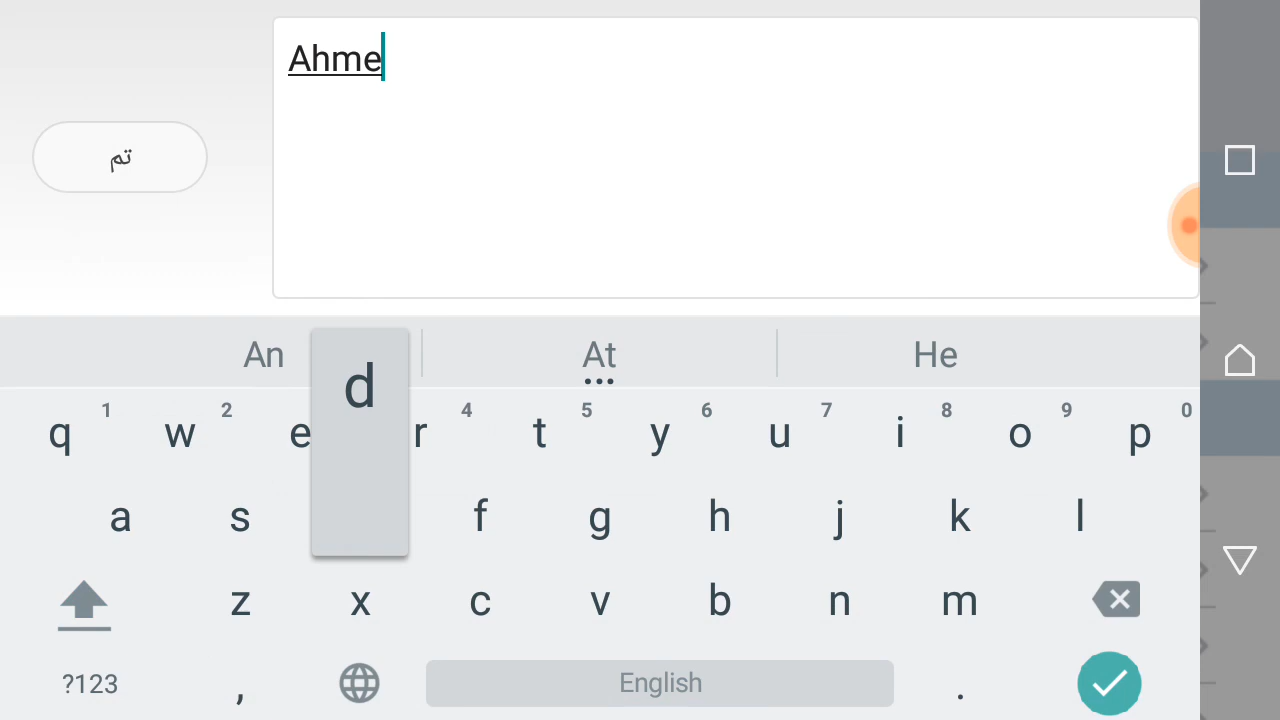 Ahme
تم
An At He
d
1 2 4 5 6 7 8 9 0
q w e r t y u i o p
a s f g h j k l
z x c v b n m
?123 , English .